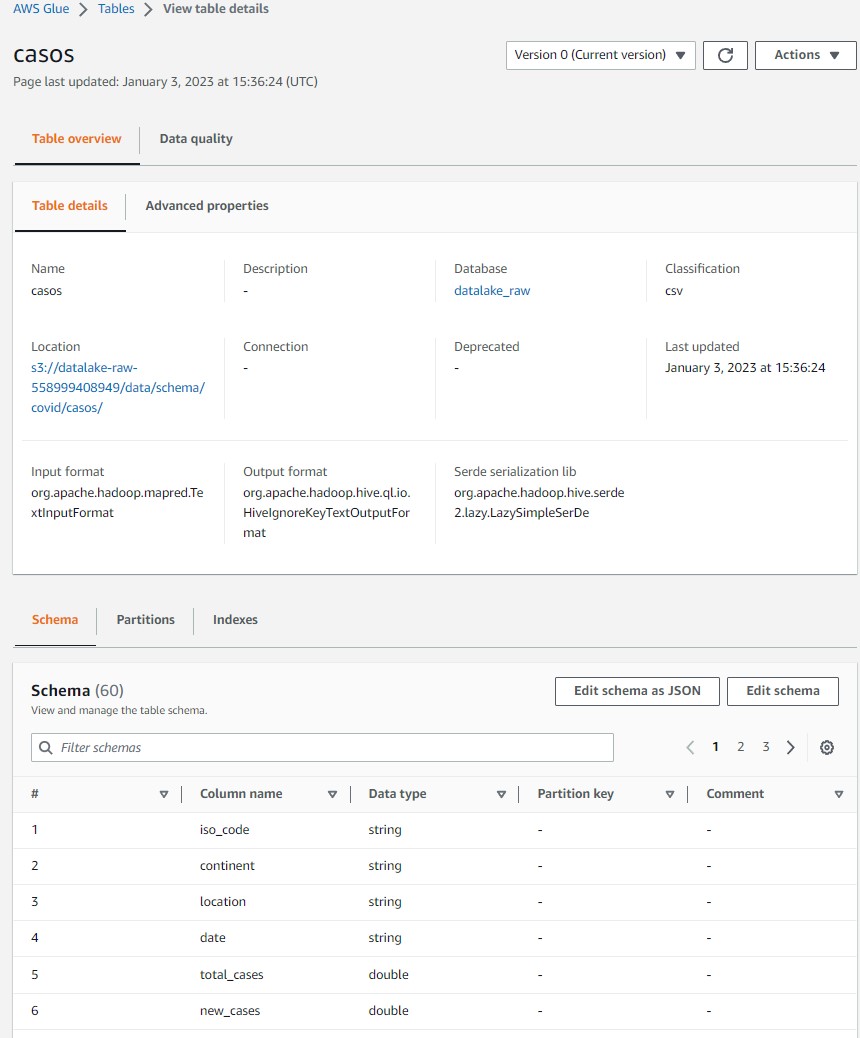 AWS Glue > Tables > View table details
casos
Version 0 (Current version)
Actions
Page last updated: January 3, 2023 at 15:36:24 (UTC)
Table overview Data quality
Table details Advanced properties
Name Description Database Classification
casos - datalake_raw csv
Location Connection Deprecated Last updated
s3://datalake-raw- - - January 3, 2023 at 15:36:24
558999408949/data/schema/
covid/casos/
Input format Output format Serde serialization lib
org.apache.hadoop.mapred.Te org.apache.hadoop.hive.ql.io. org.apache.hadoop.hive.serde
xtInputFormat HiveIgnoreKeyTextOutputFor 2.lazy.LazySimpleSerDe
mat
Schema Partitions Indexes
Schema (60) Edit schema as JSON Edit schema
View and manage the table schema.
Filter schemas < 1 2 3 >
# Column name Data type Partition key Comment
1 iso_code string - -
2 continent string - -
3 location string - -
4 date string - -
5 total_cases double - -
6 new_cases double - -